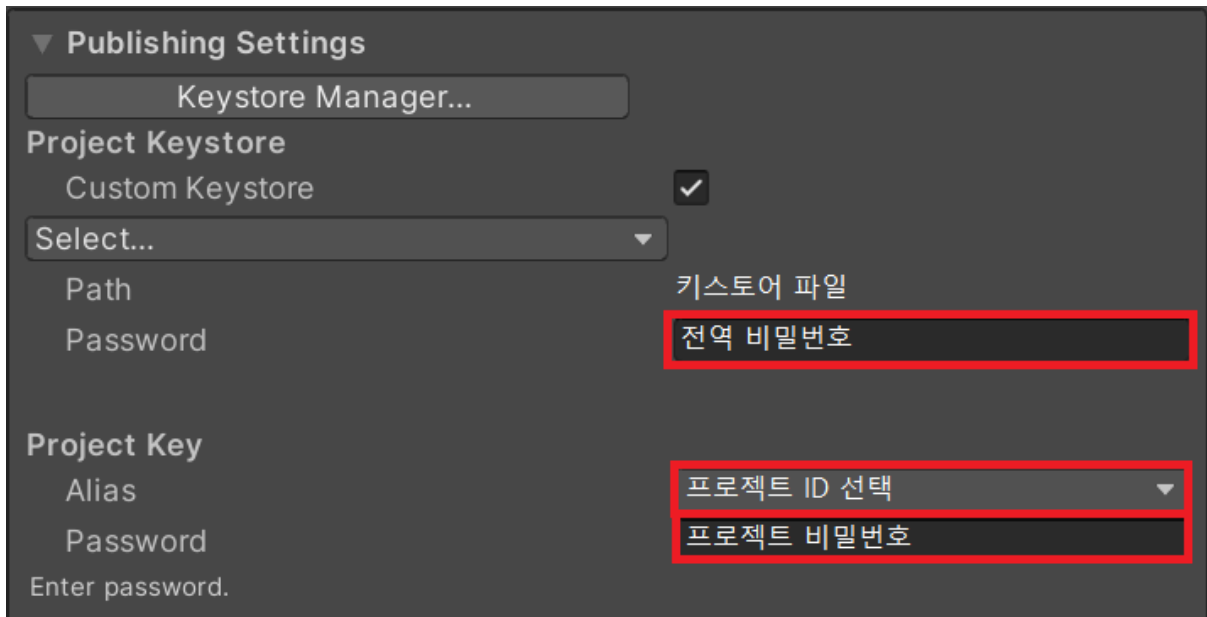 Publishing Settings
Keystore Manager...
Project Keystore
Custom Keystore
Select...
Path 키스토어 파일
Password 전역 비밀번호
Project Key
Alias 프로젝트 ID 선택
Password 프로젝트 비밀번호
Enter password.